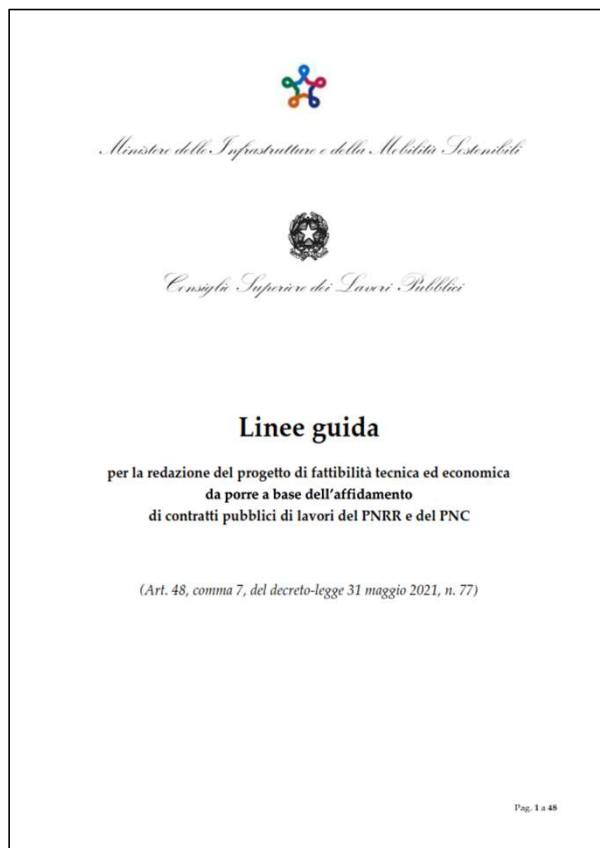 Ministero delle Infrastrutture e della Mobilità Sostenibili
Consiglio Superiore dei Lavori Pubblici
Linee guida
per la redazione del progetto di fattibilità tecnica ed economica
da porre a base dell'affidamento
di contratti pubblici di lavori del PNRR e del PNC
(Art. 48, comma 7, del decreto-legge 31 maggio 2021, n. 77)
Pag. 1 a 48